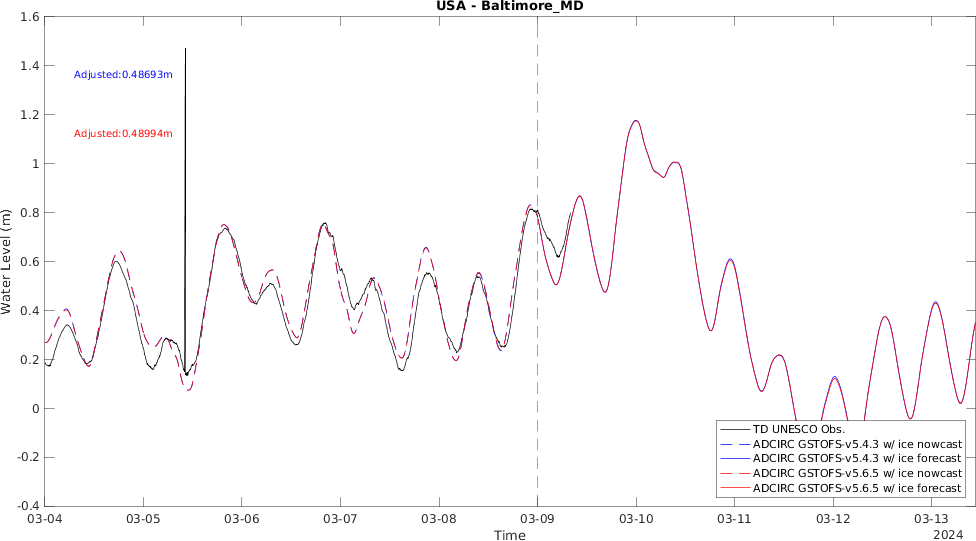 USA - Baltimore_MD
1.6
1.4
1.2
1
0.8
0.6
0.4
0.2
0
-0.2
-0.4
Water Level (m)
Adjusted:0.48693m
Adjusted:0.48994m
TD UNESCO Obs.
ADCIRC GSTOFS-v5.4.3 w/ ice nowcast
ADCIRC GSTOFS-v5.4.3 w/ ice forecast
ADCIRC GSTOFS-v5.6.5 w/ ice nowcast
ADCIRC GSTOFS-v5.6.5 w/ ice forecast
03-04 03-05 03-06 03-07 03-08 03-09 03-10 03-11 03-12 03-13
Time
2024